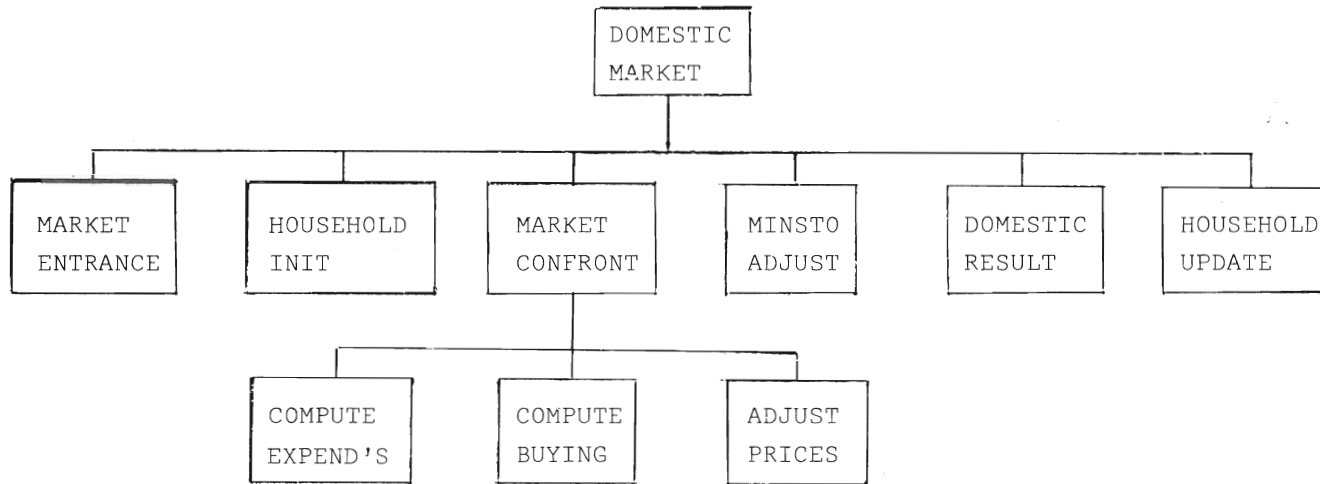 DOMESTIC
MARKET
MARKET
ENTRANCE
HOUSEHOLD
INIT
MARKET
CONFRONT
MINSTO
ADJUST
DOMESTIC
RESULT
HOUSEHOLD
UPDATE
COMPUTE
EXPEND'S
COMPUTE
BUYING
ADJUST
PRICES